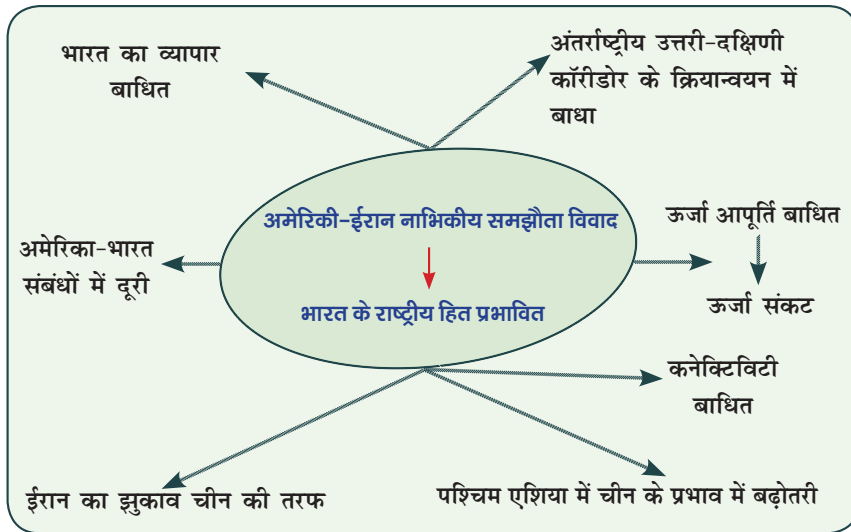 भारत का व्यापार
बाधित
अंतर्राष्ट्रीय उत्तरी-दक्षिणी
कॉरीडोर के क्रियान्वयन में
बाधा
अमेरिकी-ईरान नाभिकीय समझौता विवाद
भारत के राष्ट्रीय हित प्रभावित
अमेरिका-भारत
संबंधों में दूरी
ऊर्जा आपूर्ति बाधित
ऊर्जा संकट
कनेक्टिविटी
बाधित
ईरान का झुकाव चीन की तरफ
पश्चिम एशिया में चीन के प्रभाव में बढ़ोतरी